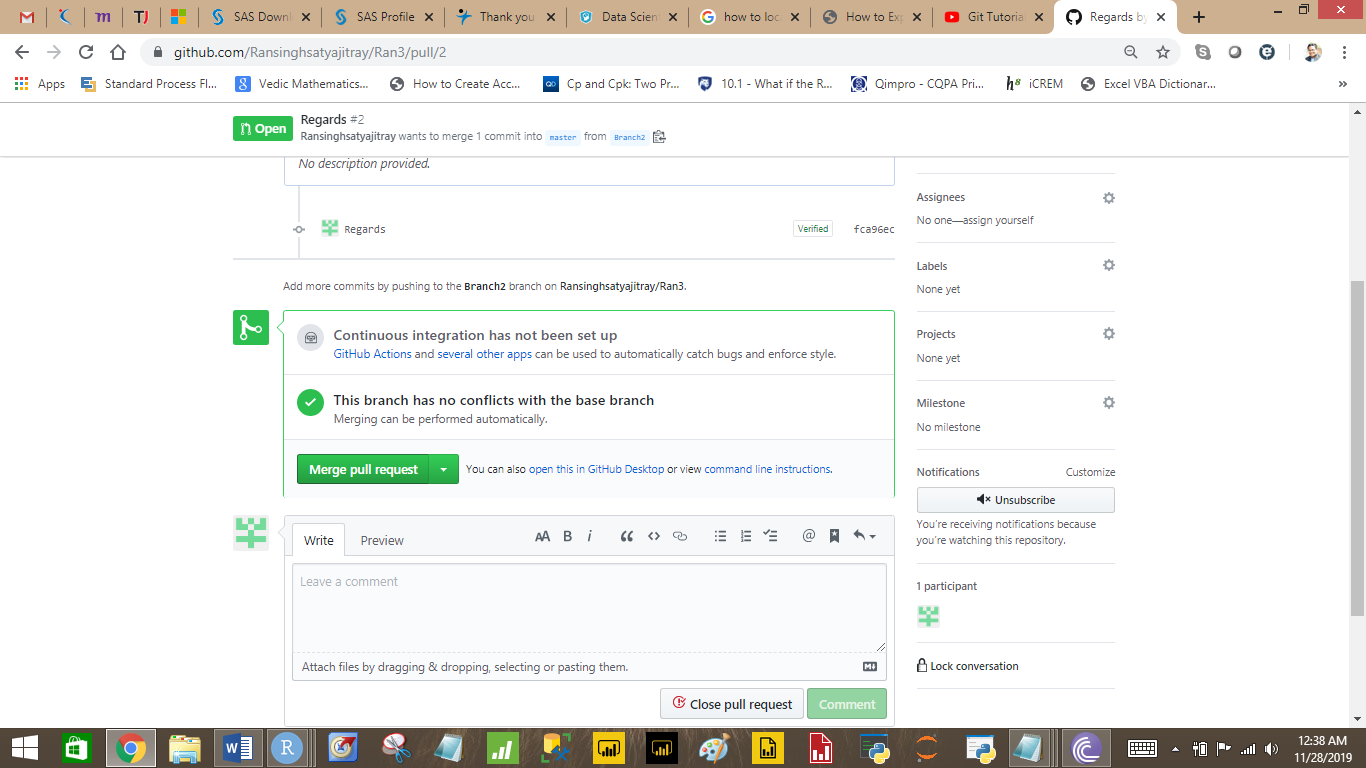 SAS Downl
SAS Profile
Thank you
Data Scien
how to loc
How to Exp
Git Tutoria
Regards by
github.com/Ransinghsatyajitray/Ran3/pull/2
Apps
Standard Process Fl...
Vedic Mathematics...
How to Create Acc...
Cp and Cpk: Two Pr...
10.1 - What if the R...
Qimpro - CQPA Pri...
iCREM
Excel VBA Dictionar...
»
Open
Regards #2
Ransinghsatyajitray wants to merge 1 commit into master from Branch2
No description provided.
Regards
Verified
fca96ec
Add more commits by pushing to the Branch2 branch on Ransinghsatyajitray/Ran3.
Continuous integration has not been set up
GitHub Actions and several other apps can be used to automatically catch bugs and enforce style.
This branch has no conflicts with the base branch
Merging can be performed automatically.
Merge pull request
You can also open this in GitHub Desktop or view command line instructions.
Write
Preview
AA B i
Leave a comment
Attach files by dragging & dropping, selecting or pasting them.
Close pull request
Comment
Assignees
No one—assign yourself
Labels
None yet
Projects
None yet
Milestone
No milestone
Notifications
Customize
Unsubscribe
You're receiving notifications because
you're watching this repository.
1 participant
Lock conversation
12:38 AM
11/28/2019